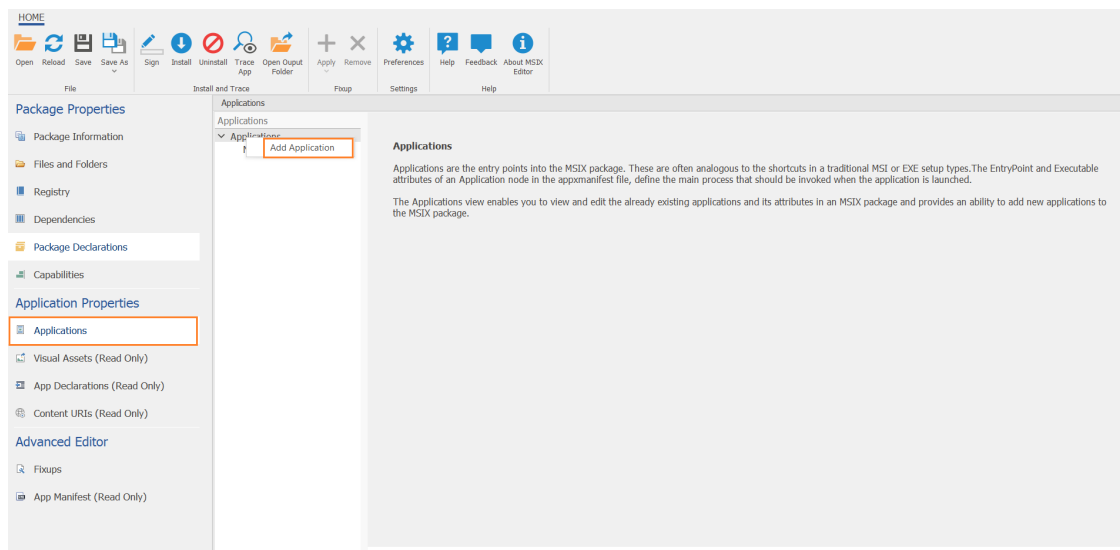 HOME
Open Reload Save Save As Sign Install Uninstall Trace App Open Ouput Folder Apply Remove Preferences Help Feedback About MSIX Editor
File Install and Trace Fixup Settings Help
Package Properties
Package Information
Files and Folders
Registry
Dependencies
Package Declarations
Capabilities
Application Properties
Applications
Visual Assets (Read Only)
App Declarations (Read Only)
Content URIs (Read Only)
Advanced Editor
Fixups
App Manifest (Read Only)
Applications
Applications
Applications
Add Application
Applications
Applications are the entry points into the MSIX package. These are often analogous to the shortcuts in a traditional MSI or EXE setup types.The EntryPoint and Executable
attributes of an Application node in the appxmanifest file, define the main process that should be invoked when the application is launched.
The Applications view enables you to view and edit the already existing applications and its attributes in an MSIX package and provides an ability to add new applications to
the MSIX package.